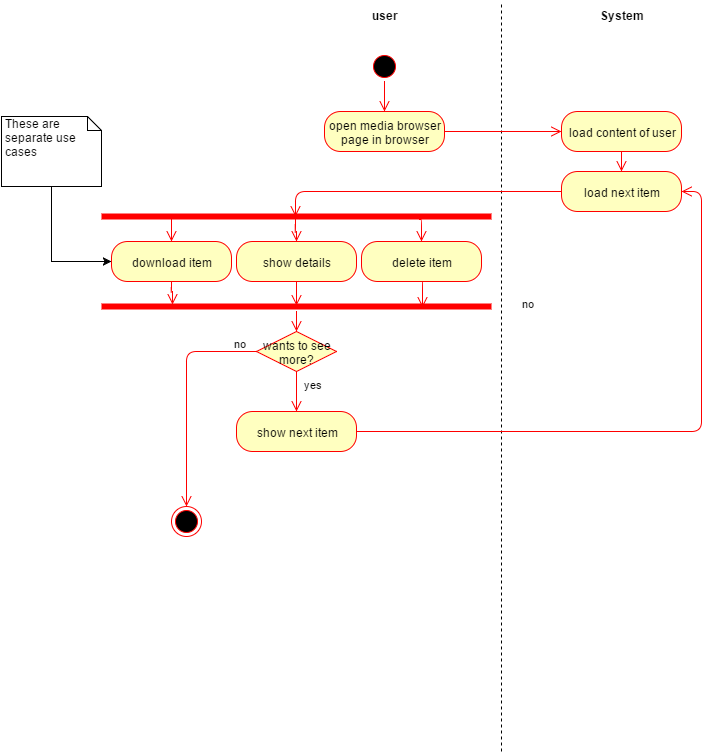 user
System
These are
separate use
cases
open media browser
page in browser
load content of user
load next item
download item
show details
delete item
no
wants to see
more?
no
yes
show next item